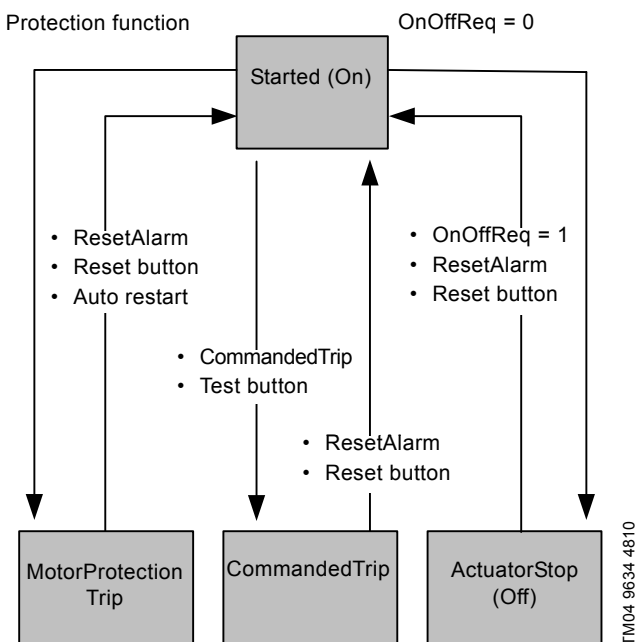 Protection function
OnOffReq = 0
Started (On)
• ResetAlarm
• Reset button
• Auto restart
• OnOffReq = 1
• ResetAlarm
• Reset button
• CommandedTrip
• Test button
• ResetAlarm
• Reset button
MotorProtection
Trip
CommandedTrip
ActuatorStop
(Off)
TM04 9634 4810